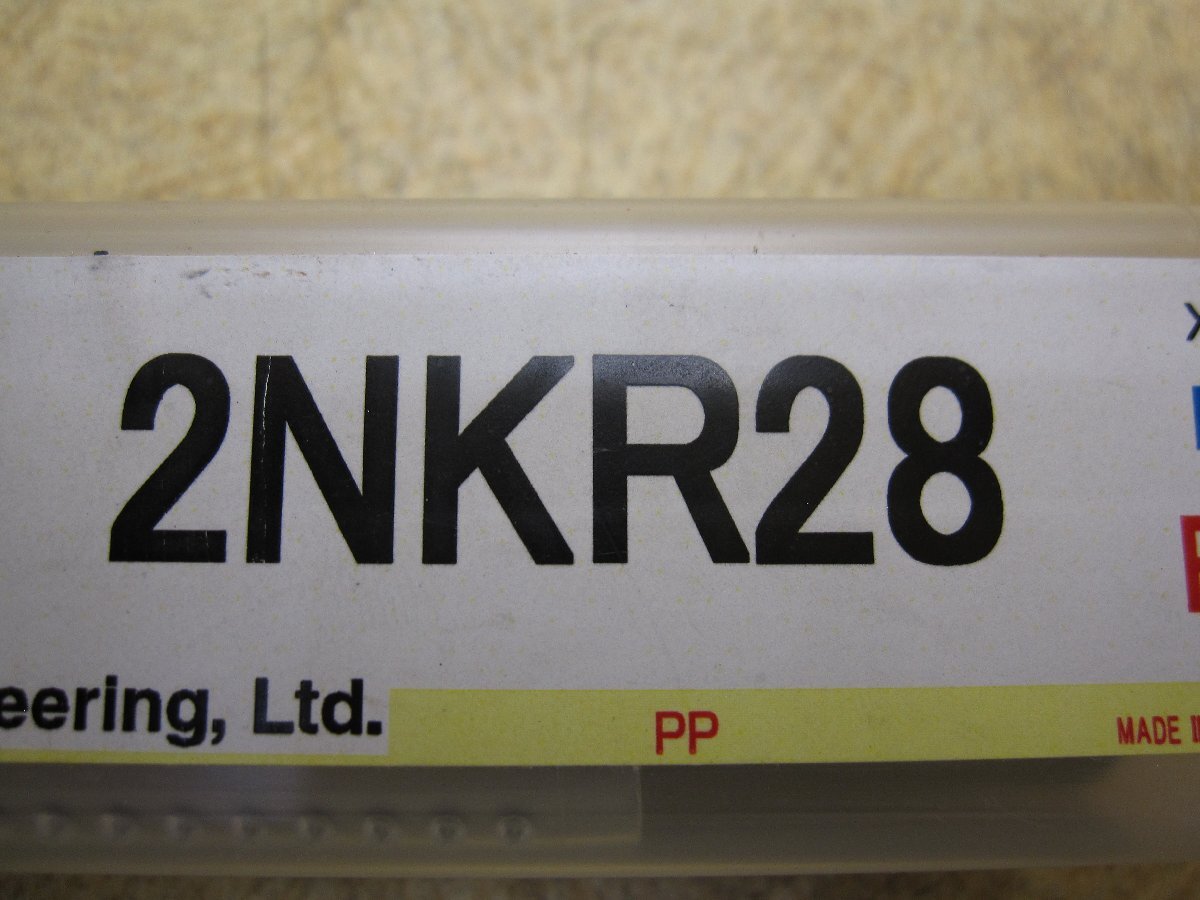 2NKR28
eering, Ltd.
PP
MADE